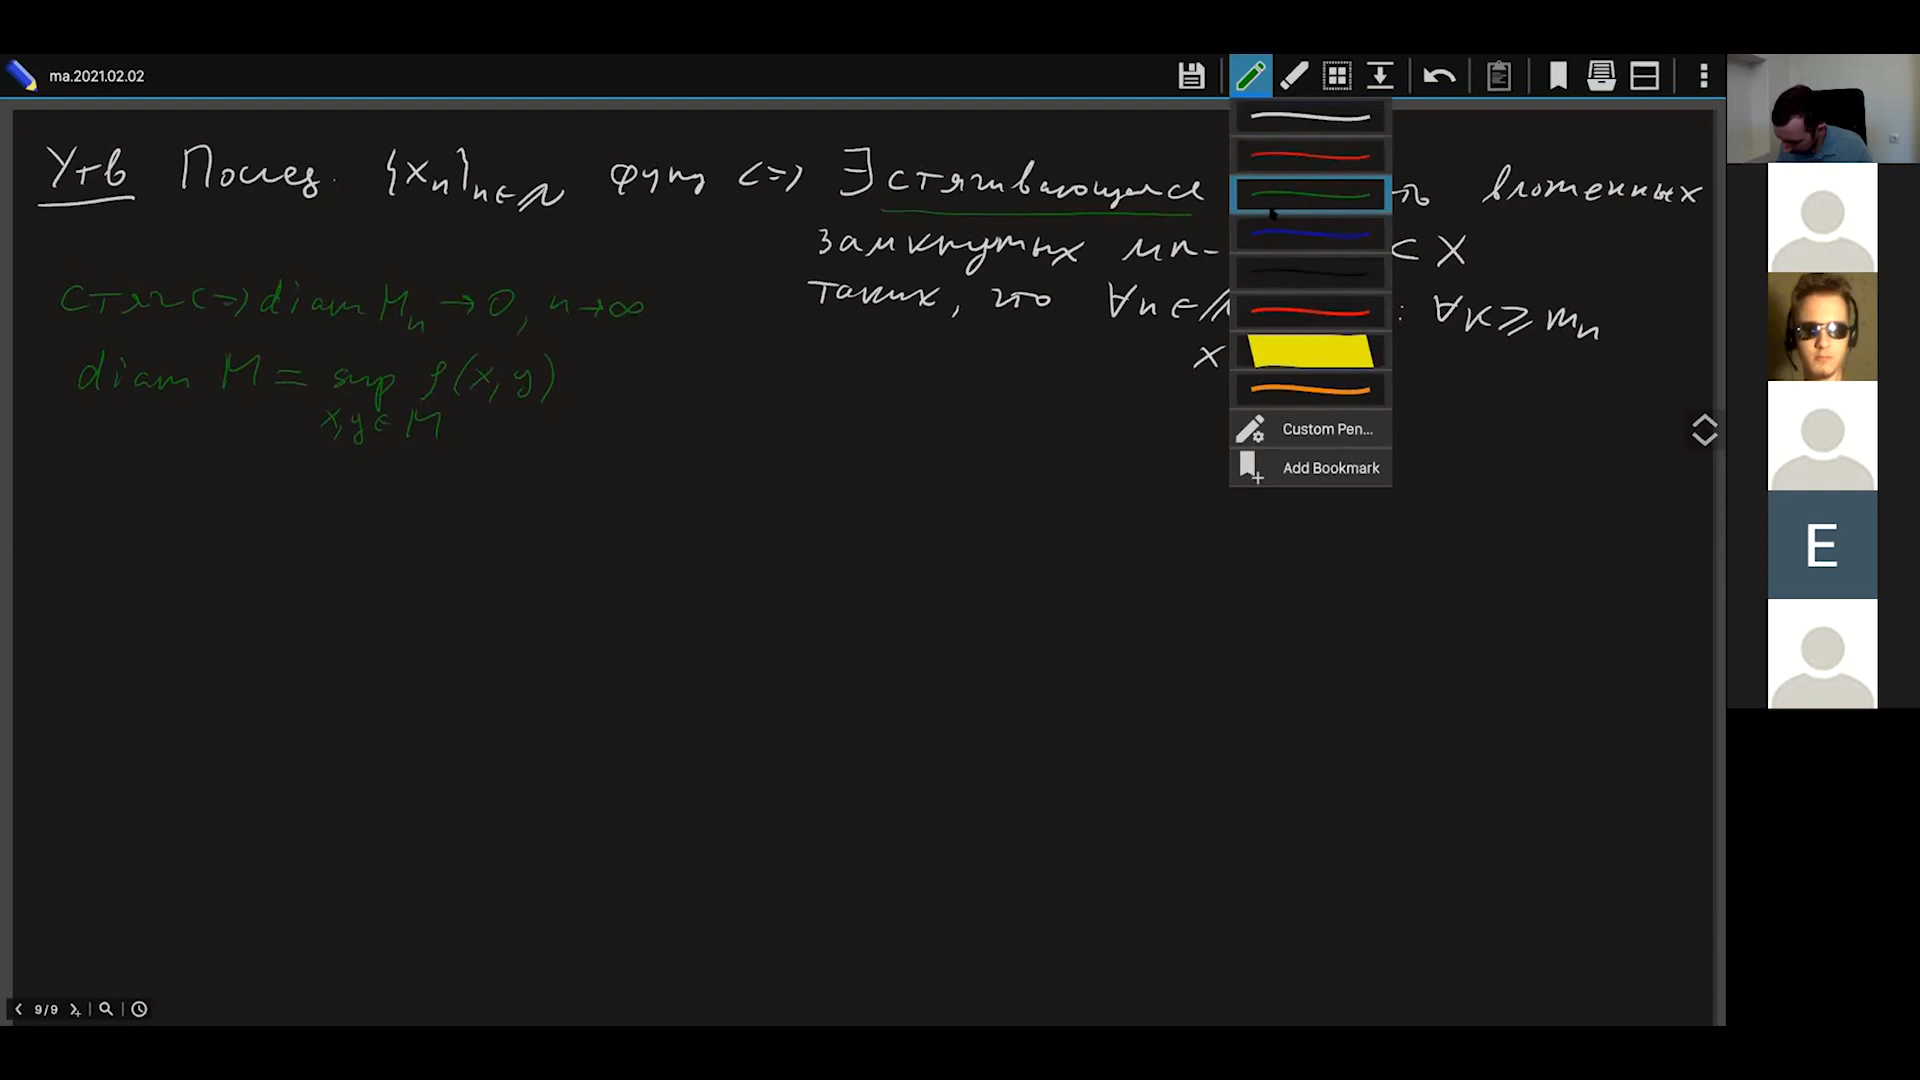 ma.2021.02.02
Утв Послед. {xₙ}ₙ∈ℕ фунд <=> ∃ стягивающаяся ть вложенных
замкнутых мн- ⊂ X
таких, что ∀n∈ℕ : ∀k⩾mₙ
x
стяг <=> diam Mₙ → 0, n→∞
diam M = sup ρ(x,y)
x,y∈M
Custom Pen...
Add Bookmark
E
9/9